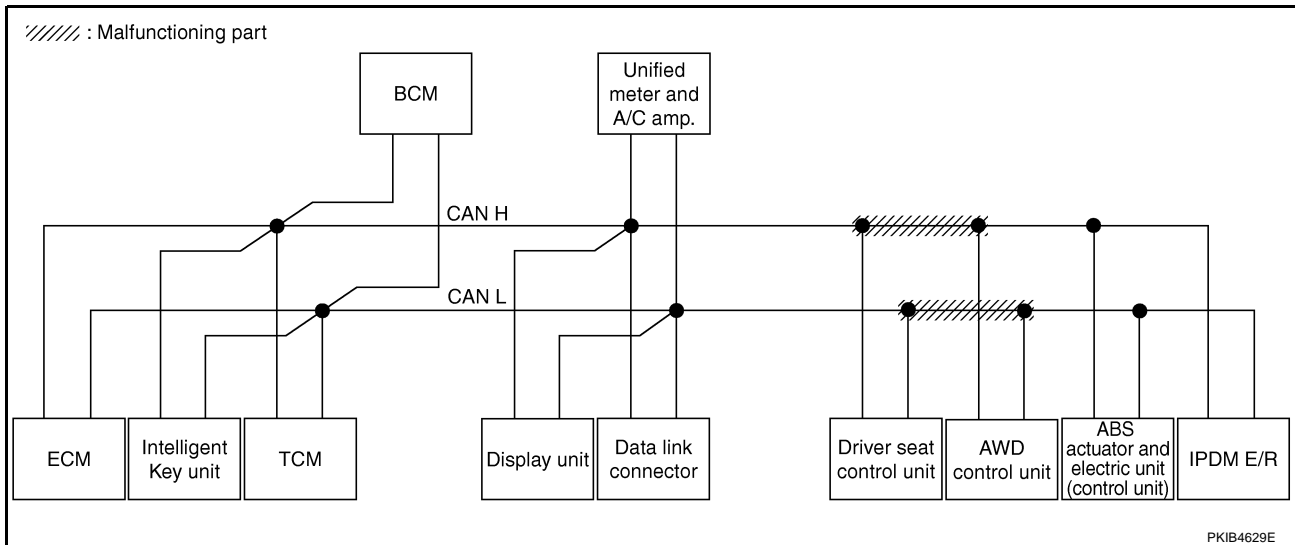 : Malfunctioning part
BCM
Unified
meter and
A/C amp.
CAN H
CAN L
ECM
Intelligent
Key unit
TCM
Display unit
Data link
connector
Driver seat
control unit
AWD
control unit
ABS
actuator and
electric unit
(control unit)
IPDM E/R
PKIB4629E